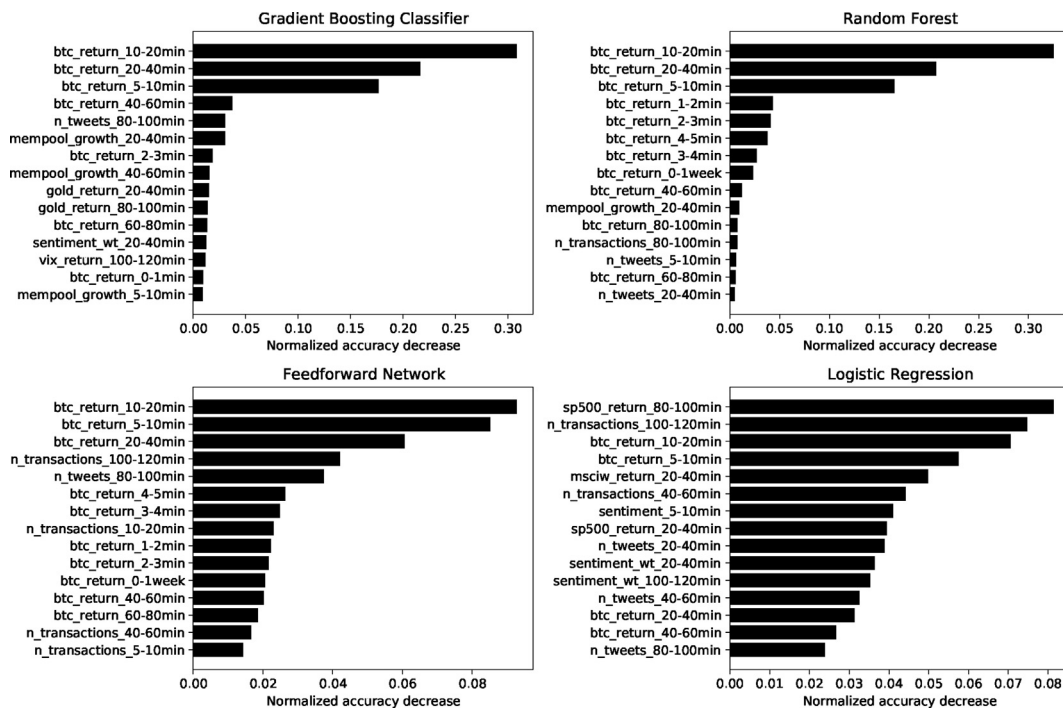 Gradient Boosting Classifier
btc_return_10-20min
btc_return_20-40min
btc_return_5-10min
btc_return_40-60min
n_tweets_80-100min
mempool_growth_20-40min
btc_return_2-3min
mempool_growth_40-60min
gold_return_20-40min
gold_return_80-100min
btc_return_60-80min
sentiment_wt_20-40min
vix_return_100-120min
btc_return_0-1min
mempool_growth_5-10min
0.00 0.05 0.10 0.15 0.20 0.25 0.30
Normalized accuracy decrease
Random Forest
btc_return_10-20min
btc_return_20-40min
btc_return_5-10min
btc_return_1-2min
btc_return_2-3min
btc_return_4-5min
btc_return_3-4min
btc_return_0-1week
btc_return_40-60min
mempool_growth_20-40min
btc_return_80-100min
n_transactions_80-100min
n_tweets_5-10min
btc_return_60-80min
n_tweets_20-40min
0.00 0.05 0.10 0.15 0.20 0.25 0.30
Normalized accuracy decrease
Feedforward Network
btc_return_10-20min
btc_return_5-10min
btc_return_20-40min
n_transactions_100-120min
n_tweets_80-100min
btc_return_4-5min
btc_return_3-4min
n_transactions_10-20min
btc_return_1-2min
btc_return_2-3min
btc_return_0-1week
btc_return_40-60min
btc_return_60-80min
n_transactions_40-60min
n_transactions_5-10min
0.00 0.02 0.04 0.06 0.08
Normalized accuracy decrease
Logistic Regression
sp500_return_80-100min
n_transactions_100-120min
btc_return_10-20min
btc_return_5-10min
msciw_return_20-40min
n_transactions_40-60min
sentiment_5-10min
sp500_return_20-40min
n_tweets_20-40min
sentiment_wt_20-40min
sentiment_wt_100-120min
n_tweets_40-60min
btc_return_20-40min
btc_return_40-60min
n_tweets_80-100min
0.00 0.01 0.02 0.03 0.04 0.05 0.06 0.07 0.08
Normalized accuracy decrease